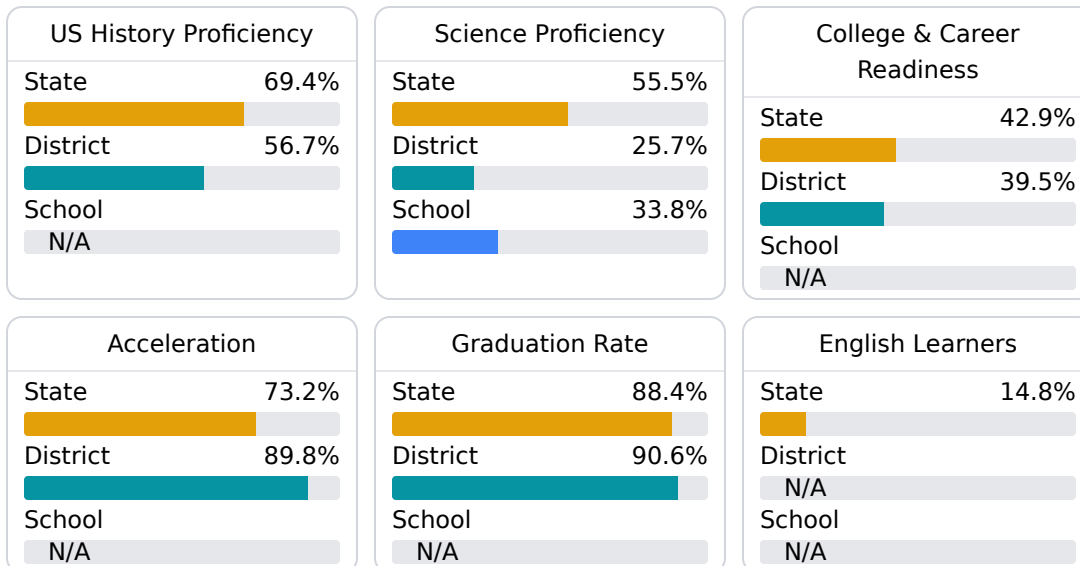 US History Proficiency
State 69.4%
District 56.7%
School
N/A
Science Proficiency
State 55.5%
District 25.7%
School 33.8%
College & Career
Readiness
State 42.9%
District 39.5%
School
N/A
Acceleration
State 73.2%
District 89.8%
School
N/A
Graduation Rate
State 88.4%
District 90.6%
School
N/A
English Learners
State 14.8%
District
N/A
School
N/A